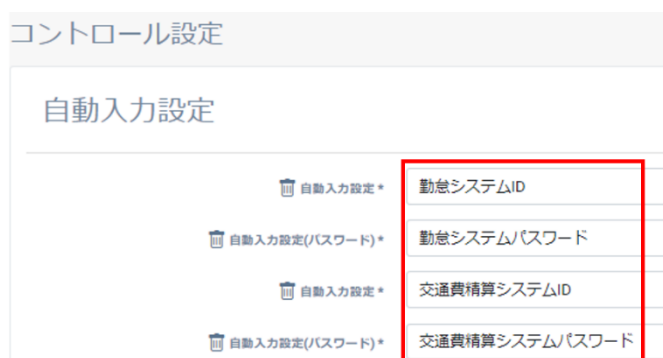 コントロール設定
自動入力設定
自動入力設定* 勤怠システムID
自動入力設定(パスワード)* 勤怠システムパスワード
自動入力設定* 交通費精算システムID
自動入力設定(パスワード)* 交通費精算システムパスワード